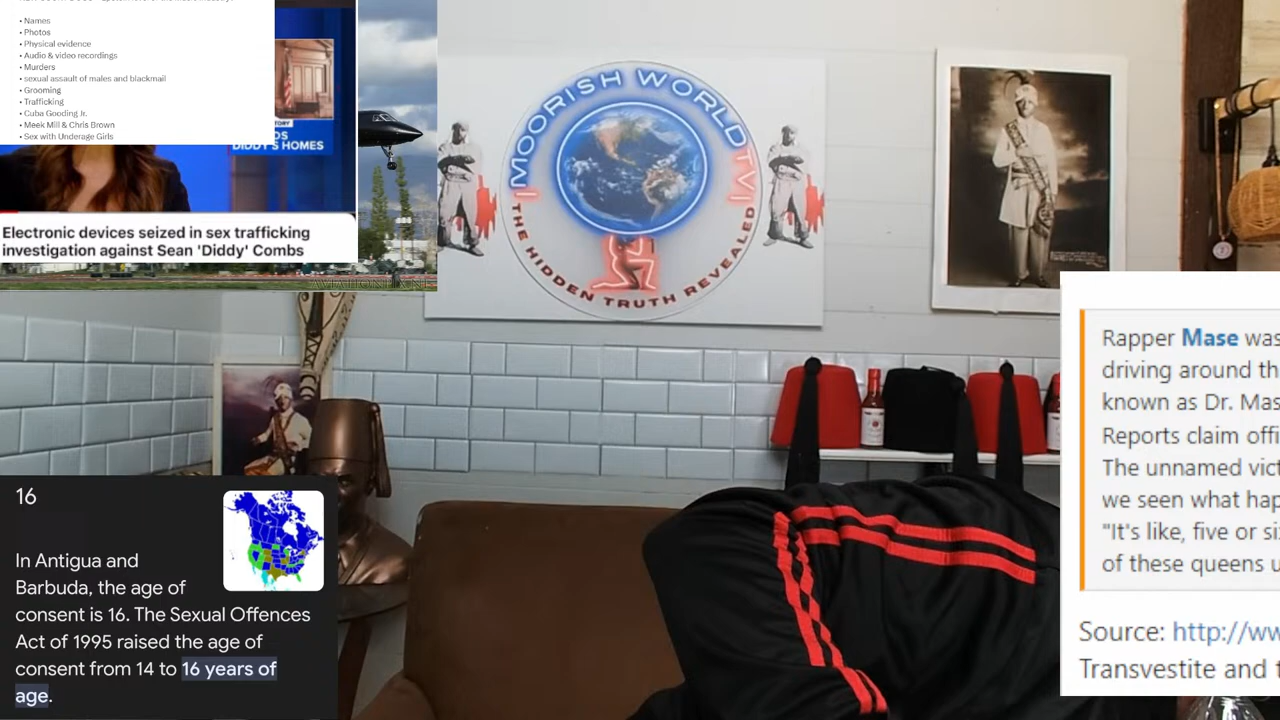 • Names
• Photos
• Physical evidence
• Audio & video recordings
• Murders
• sexual assault of males and blackmail
• Grooming
• Trafficking
• Cuba Gooding Jr.
• Meek Mill & Chris Brown
• Sex with Underage Girls
DIDDY'S HOMES
Electronic devices seized in sex trafficking
investigation against Sean 'Diddy' Combs
MOORISH WORLD TV
THE HIDDEN TRUTH REVEALED
16
In Antigua and
Barbuda, the age of
consent is 16. The Sexual Offences
Act of 1995 raised the age of
consent from 14 to 16 years of
age.
Rapper Mase was
driving around th
known as Dr. Mas
Reports claim offi
The unnamed vict
we seen what hap
"It's like, five or si
of these queens u
Source: http://ww
Transvestite and t